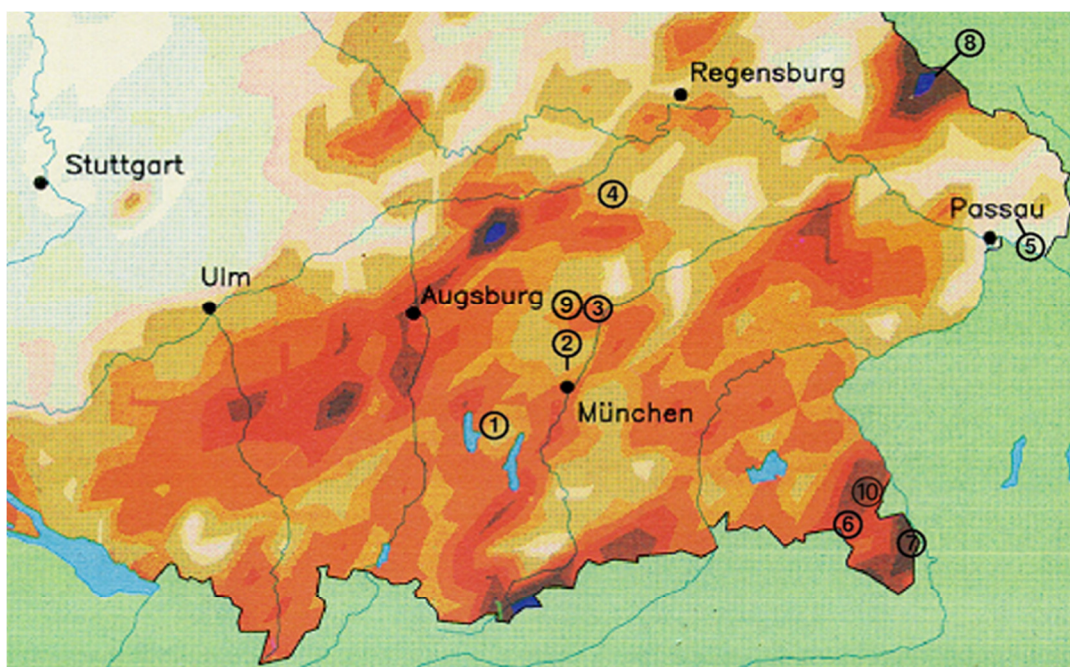 ⑧
Regensburg
Stuttgart
④
Passau
⑤
Ulm
Augsburg
⑨
③
②
München
①
⑩
⑥
⑦